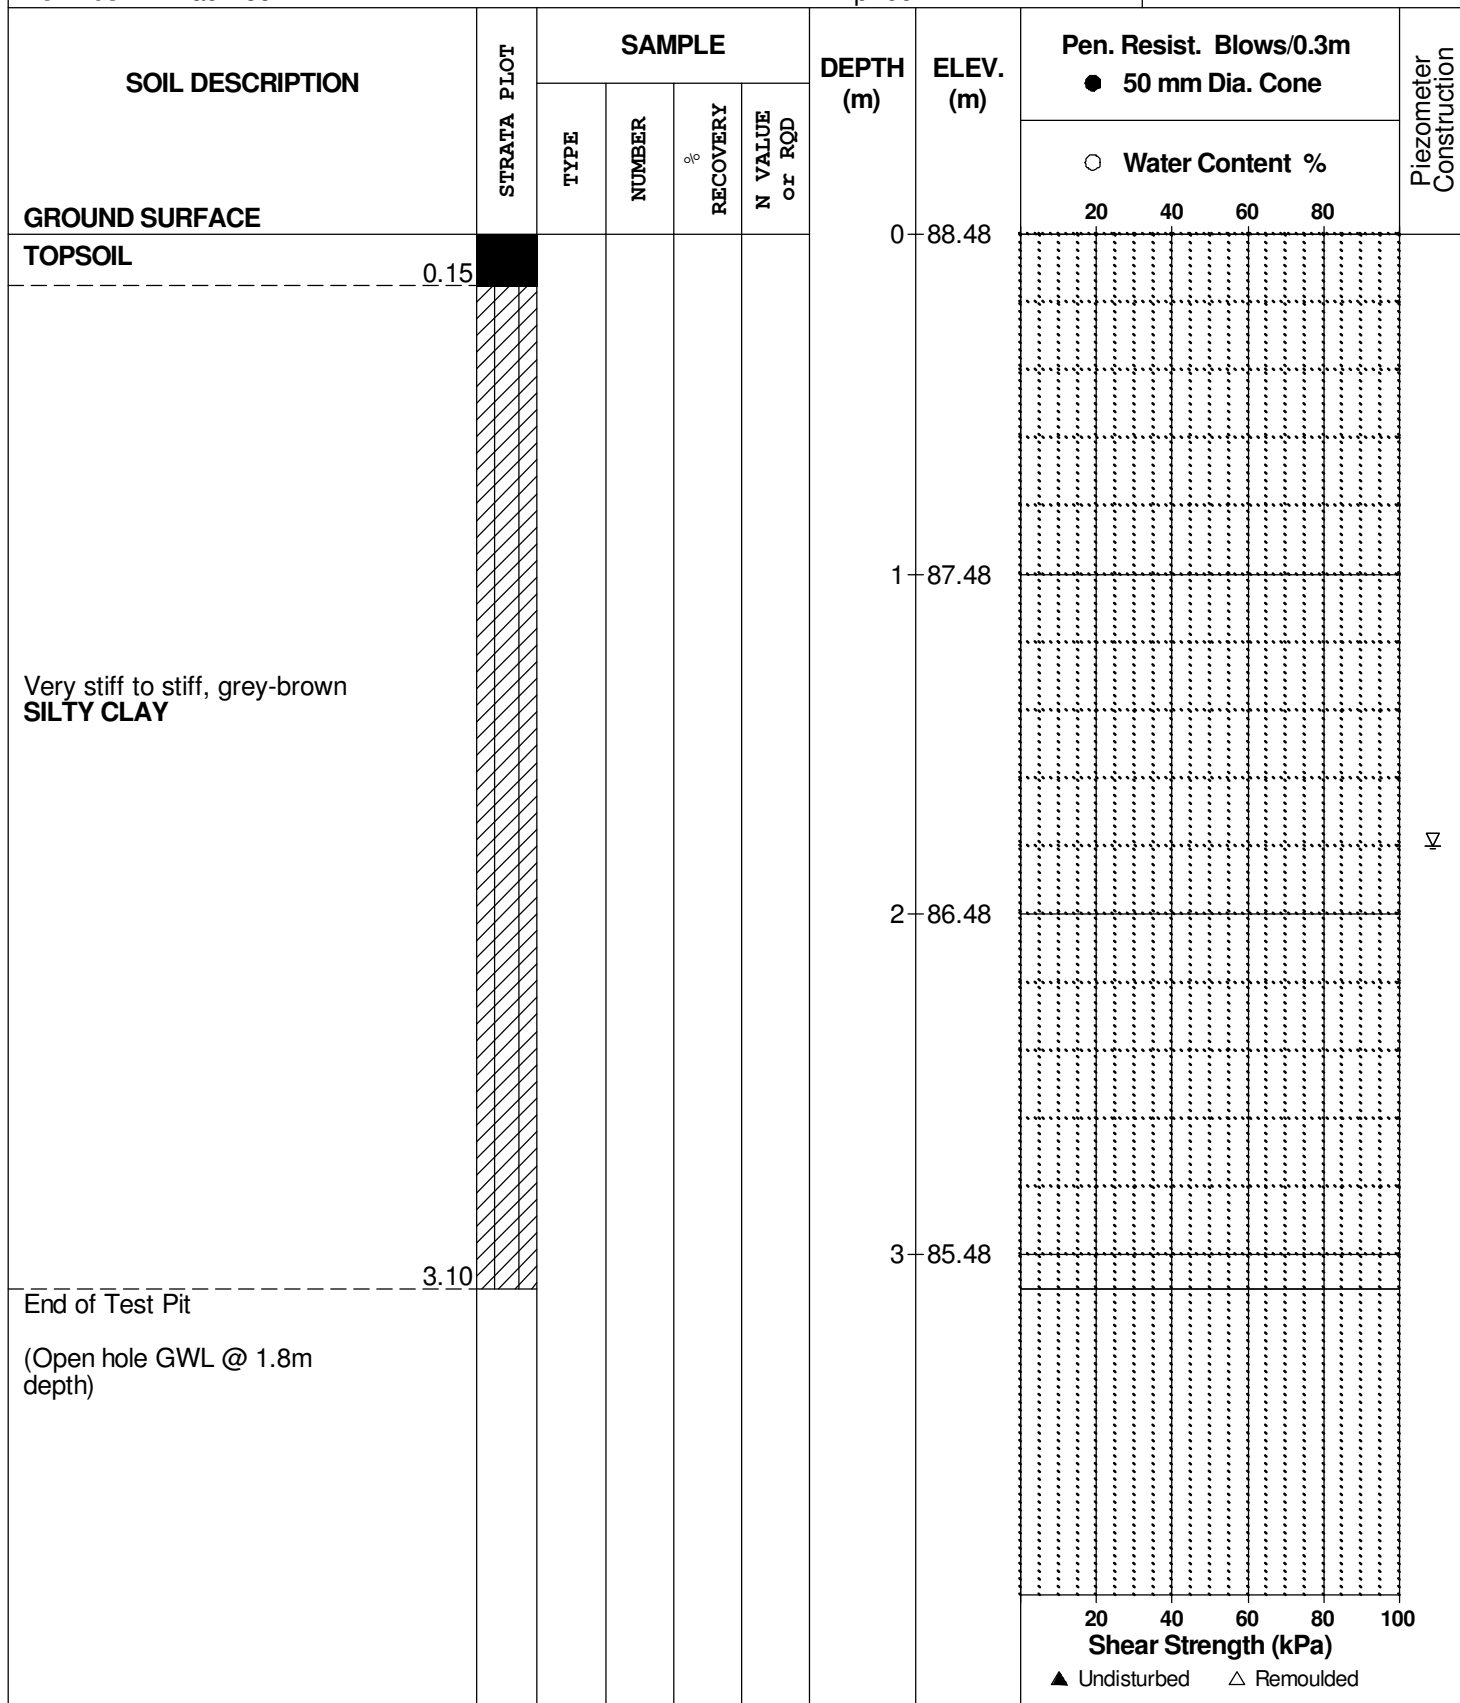 SOIL DESCRIPTION
GROUND SURFACE
STRATA PLOT
SAMPLE
TYPE
NUMBER
%
RECOVERY
N VALUE
or RQD
DEPTH
(m)
ELEV.
(m)
Pen. Resist. Blows/0.3m
● 50 mm Dia. Cone
○ Water Content %
20 40 60 80
Piezometer
Construction
TOPSOIL
0.15
0 88.48
1 87.48
Very stiff to stiff, grey-brown
SILTY CLAY
2 86.48
3 85.48
3.10
End of Test Pit
(Open hole GWL @ 1.8m
depth)
20 40 60 80 100
Shear Strength (kPa)
▲ Undisturbed △ Remoulded